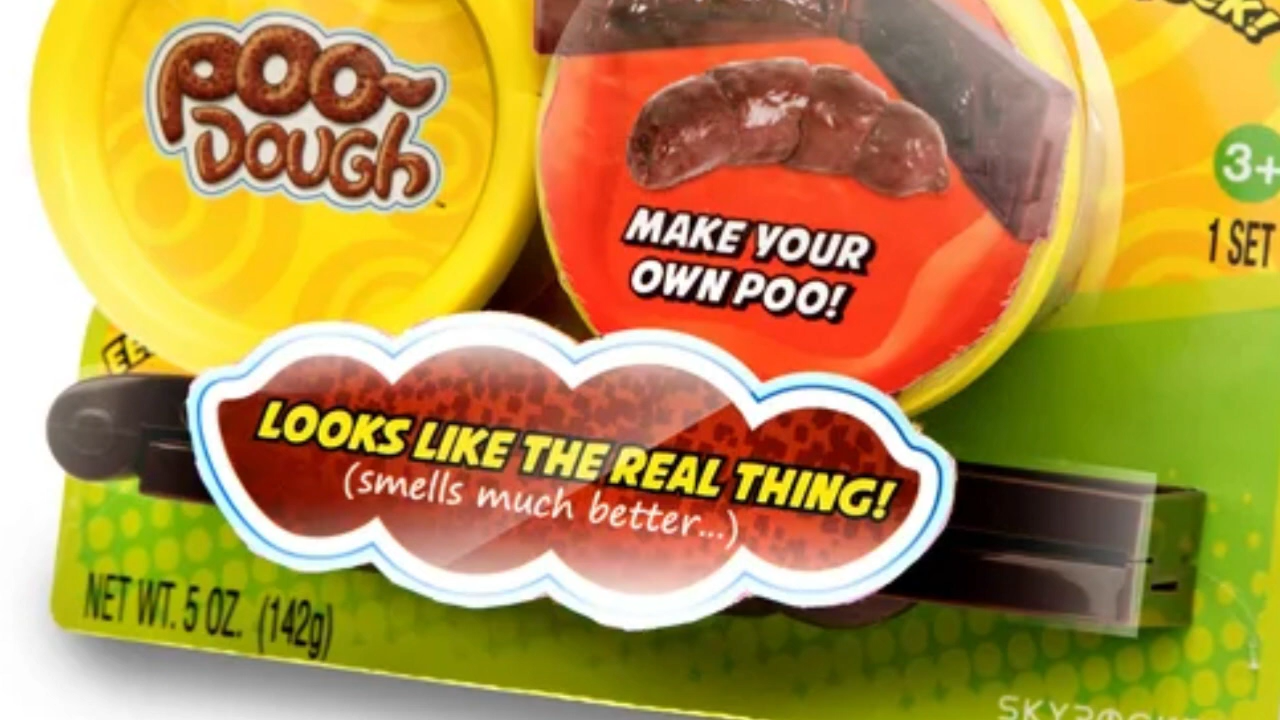 POO-
DOUGH
™
MAKE YOUR
OWN POO!
3+
1 SET
LOOKS LIKE THE REAL THING!
(smells much better...)
NET WT. 5 OZ. (142g)